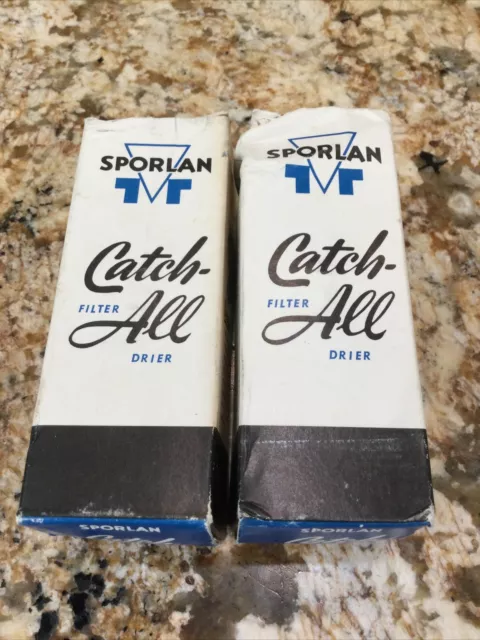 SPORLAN
Catch-
FILTER All
DRIER
SPORLAN
SPORLAN
Catch-
FILTER All
DRIER
SPORLAN